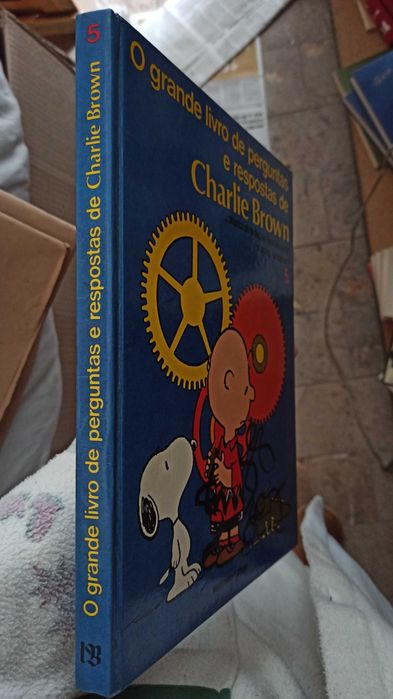 5
O grande livro de perguntas e respostas de Charlie Brown
O grande livro de perguntas
e respostas de
Charlie Brown
5